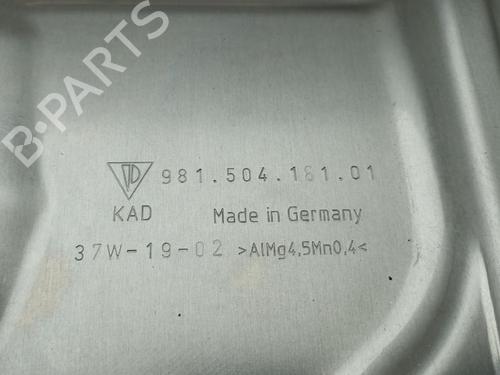 B-PARTS
981.504.181.01
KAD Made in Germany
37W-19-02 >AlMg4,5Mn0,4<